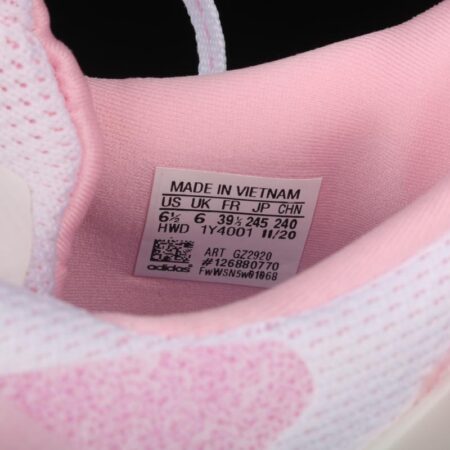 MADE IN VIETNAM
US UK FR JP CHN
6½ 6 39⅓ 245 240
HWD 1Y4001 11/20
ART GZ2920
#126880770
adidas FwWSN5w01068